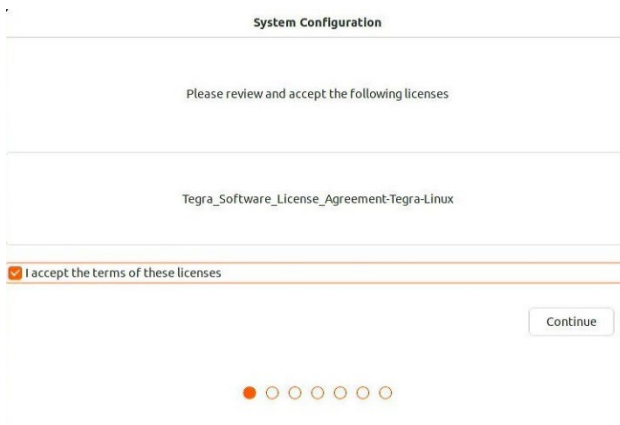 System Configuration
Please review and accept the following licenses
Tegra_Software_License_Agreement-Tegra-Linux
I accept the terms of these licenses
Continue